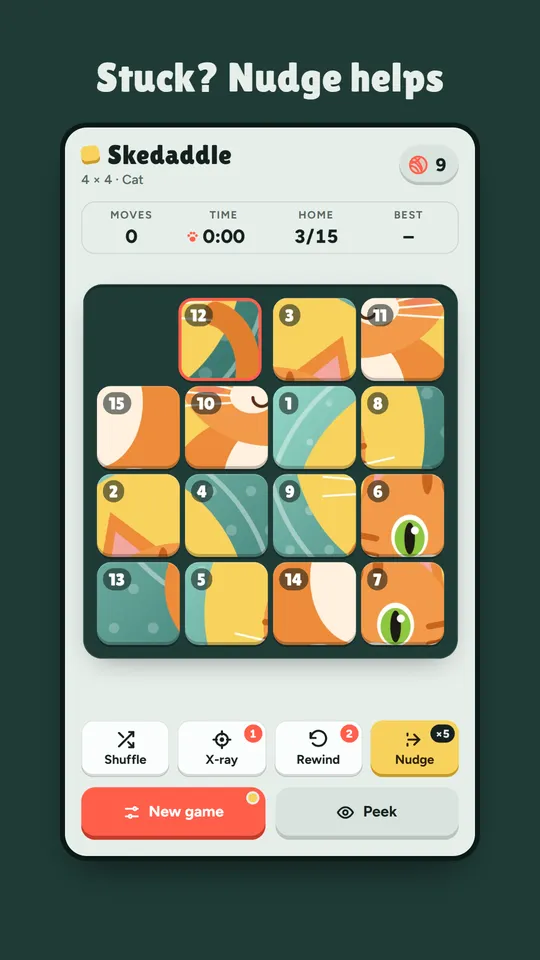 Stuck? Nudge helps
Skedaddle
4 × 4 · Cat
9
MOVES TIME HOME BEST
0 0:00 3/15 –
12 3 11
15 10 1 8
2 4 9 6
13 5 14 7
1 2 ×5
Shuffle X-ray Rewind Nudge
New game Peek